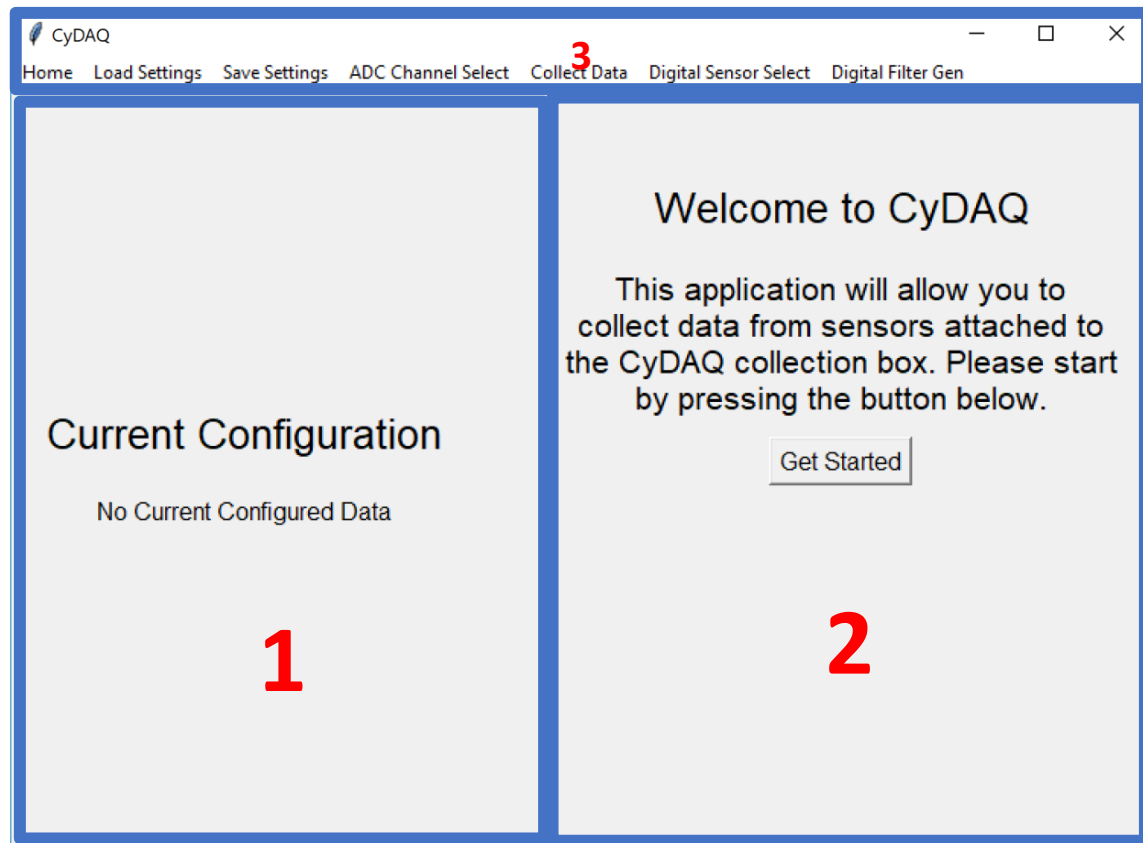 CyDAQ
3
Home Load Settings Save Settings ADC Channel Select Collect Data Digital Sensor Select Digital Filter Gen
Current Configuration
No Current Configured Data
1
Welcome to CyDAQ
This application will allow you to
collect data from sensors attached to
the CyDAQ collection box. Please start
by pressing the button below.
Get Started
2